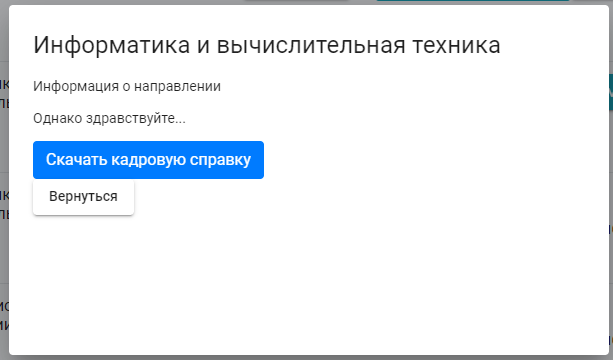 Информатика и вычислительная техника
Информация о направлении
Однако здравствуйте...
Скачать кадровую справку
Вернуться